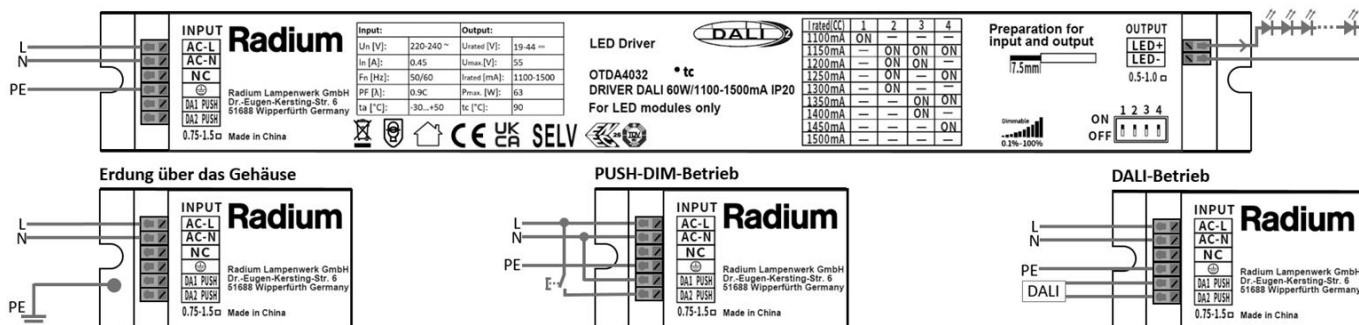 L
N
PE
INPUT
AC-L
AC-N
NC
DA1 PUSH
DA2 PUSH
0.75-1.5
Radium
Radium Lampenwerk GmbH
Dr.-Eugen-Kersting-Str. 6
51688 Wipperfürth Germany
Made in China
Input: Output:
Un [V]: 220-240 ~ Urated [V]: 19-44 ⎓
In [A]: 0.45 Umax.[V]: 55
Fn [Hz]: 50/60 Irated [mA]: 1100-1500
PF [λ]: 0.9C Pmax. [W]: 63
ta [°C]: -30...+50 tc [°C]: 90
CE UK CA SELV
LED Driver
DALI 2
OTDA4032 • tc
DRIVER DALI 60W/1100-1500mA IP20
For LED modules only
I rated(CC) 1 2 3 4
1100mA ON — — —
1150mA — ON ON ON
1200mA — ON ON —
1250mA — ON — ON
1300mA — ON — —
1350mA — — ON ON
1400mA — — ON —
1450mA — — — ON
1500mA — — — —
Preparation for
input and output
7.5mm
Dimmable
0.1%-100%
OUTPUT
LED+
LED-
0.5-1.0
1 2 3 4
ON
OFF
Erdung über das Gehäuse
L
N
PE
INPUT
AC-L
AC-N
NC
DA1 PUSH
DA2 PUSH
0.75-1.5
Radium
Radium Lampenwerk GmbH
Dr.-Eugen-Kersting-Str. 6
51688 Wipperfürth Germany
Made in China
PUSH-DIM-Betrieb
L
N
PE
INPUT
AC-L
AC-N
NC
DA1 PUSH
DA2 PUSH
0.75-1.5
Radium
Radium Lampenwerk GmbH
Dr.-Eugen-Kersting-Str. 6
51688 Wipperfürth Germany
Made in China
DALI-Betrieb
L
N
PE
DALI
INPUT
AC-L
AC-N
NC
DA1 PUSH
DA2 PUSH
0.75-1.5
Radium
Radium Lampenwerk GmbH
Dr.-Eugen-Kersting-Str. 6
51688 Wipperfürth Germany
Made in China